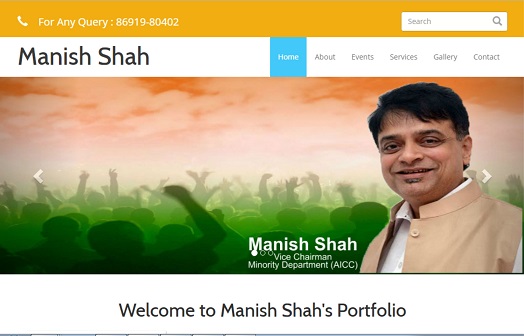 For Any Query : 86919-80402
Search
Manish Shah
Home About Events Services Gallery Contact
Manish Shah
Vice Chairman
Minority Department (AICC)
Welcome to Manish Shah's Portfolio